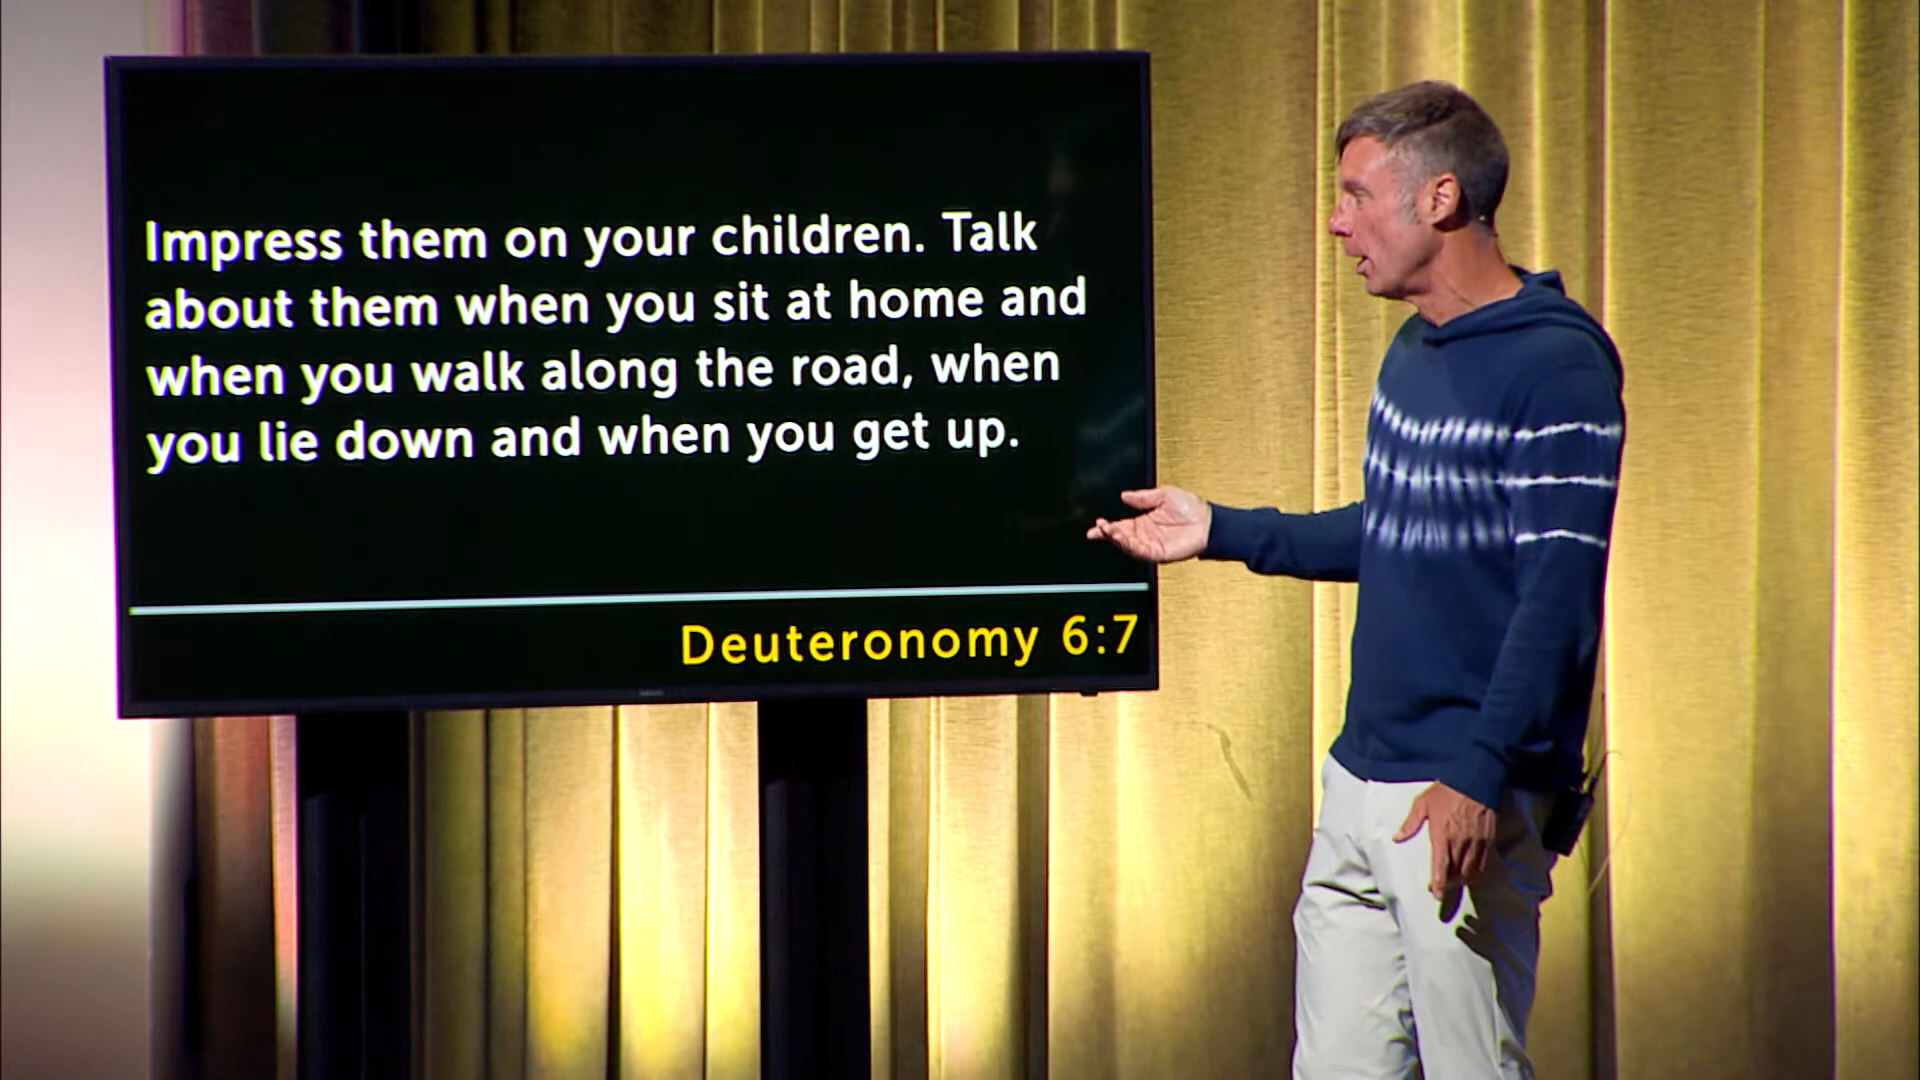 Impress them on your children. Talk
about them when you sit at home and
when you walk along the road, when
you lie down and when you get up.
Deuteronomy 6:7